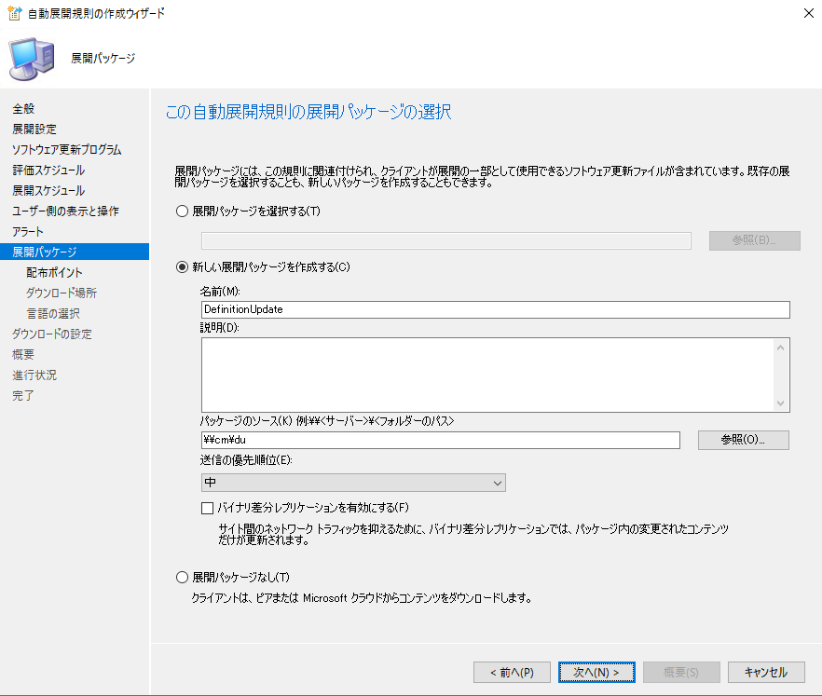 自動展開規則の作成ウィザード
展開パッケージ
全般
展開設定
ソフトウェア更新プログラム
評価スケジュール
展開スケジュール
ユーザー側の表示と操作
アラート
展開パッケージ
配布ポイント
ダウンロード場所
言語の選択
ダウンロードの設定
概要
進行状況
完了
この自動展開規則の展開パッケージの選択
展開パッケージには、この規則に関連付けられ、クライアントが展開の一部として使用できるソフトウェア更新ファイルが含まれています。既存の展
開パッケージを選択することも、新しいパッケージを作成することもできます。
展開パッケージを選択する(T)
参照(B)...
新しい展開パッケージを作成する(C)
名前(M):
DefinitionUpdate
説明(D):
パッケージのソース(K) 例¥¥<サーバー>¥<フォルダーのパス>
¥¥cm¥du
参照(O)...
送信の優先順位(E):
中
バイナリ差分レプリケーションを有効にする(F)
サイト間のネットワーク トラフィックを抑えるために、バイナリ差分レプリケーションでは、パッケージ内の変更されたコンテンツ
だけが更新されます。
展開パッケージなし(T)
クライアントは、ピアまたは Microsoft クラウドからコンテンツをダウンロードします。
< 前へ(P)
次へ(N) >
概要(S)
キャンセル